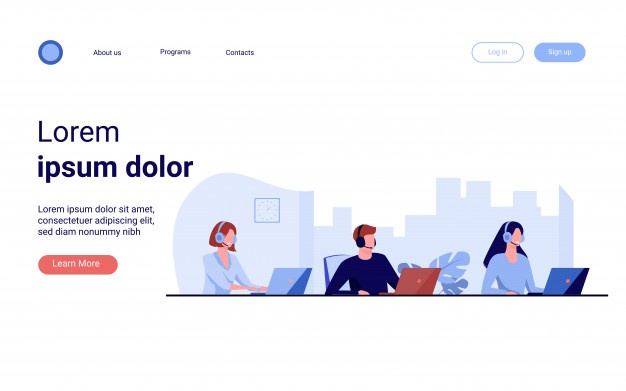 About us
Programs
Contacts
Log in
Sign up
Lorem
ipsum dolor
Lorem ipsum dolor sit amet,
consectetuer adipiscing elit,
sed diam nonummy nibh
Learn More